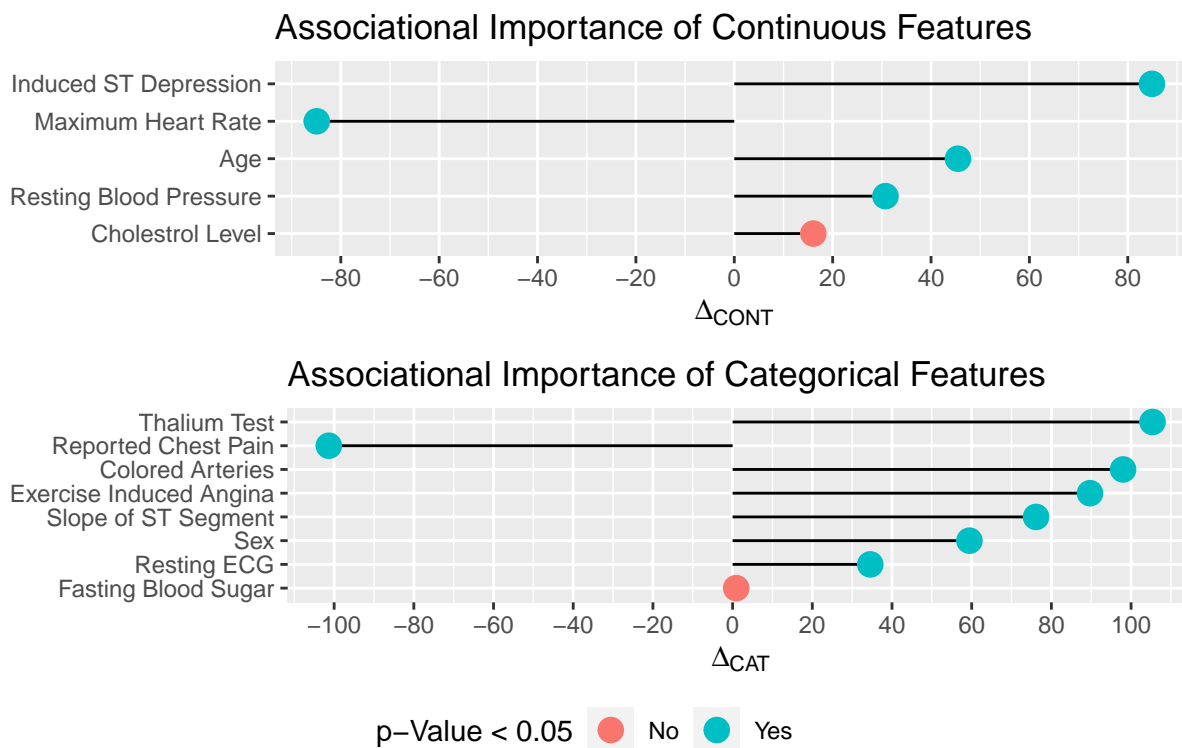 Associational Importance of Continuous Features
Induced ST Depression
Maximum Heart Rate
Age
Resting Blood Pressure
Cholestrol Level
−80 −60 −40 −20 0 20 40 60 80
ΔCONT
Associational Importance of Categorical Features
Thalium Test
Reported Chest Pain
Colored Arteries
Exercise Induced Angina
Slope of ST Segment
Sex
Resting ECG
Fasting Blood Sugar
−100 −80 −60 −40 −20 0 20 40 60 80 100
ΔCAT
p−Value < 0.05 No Yes